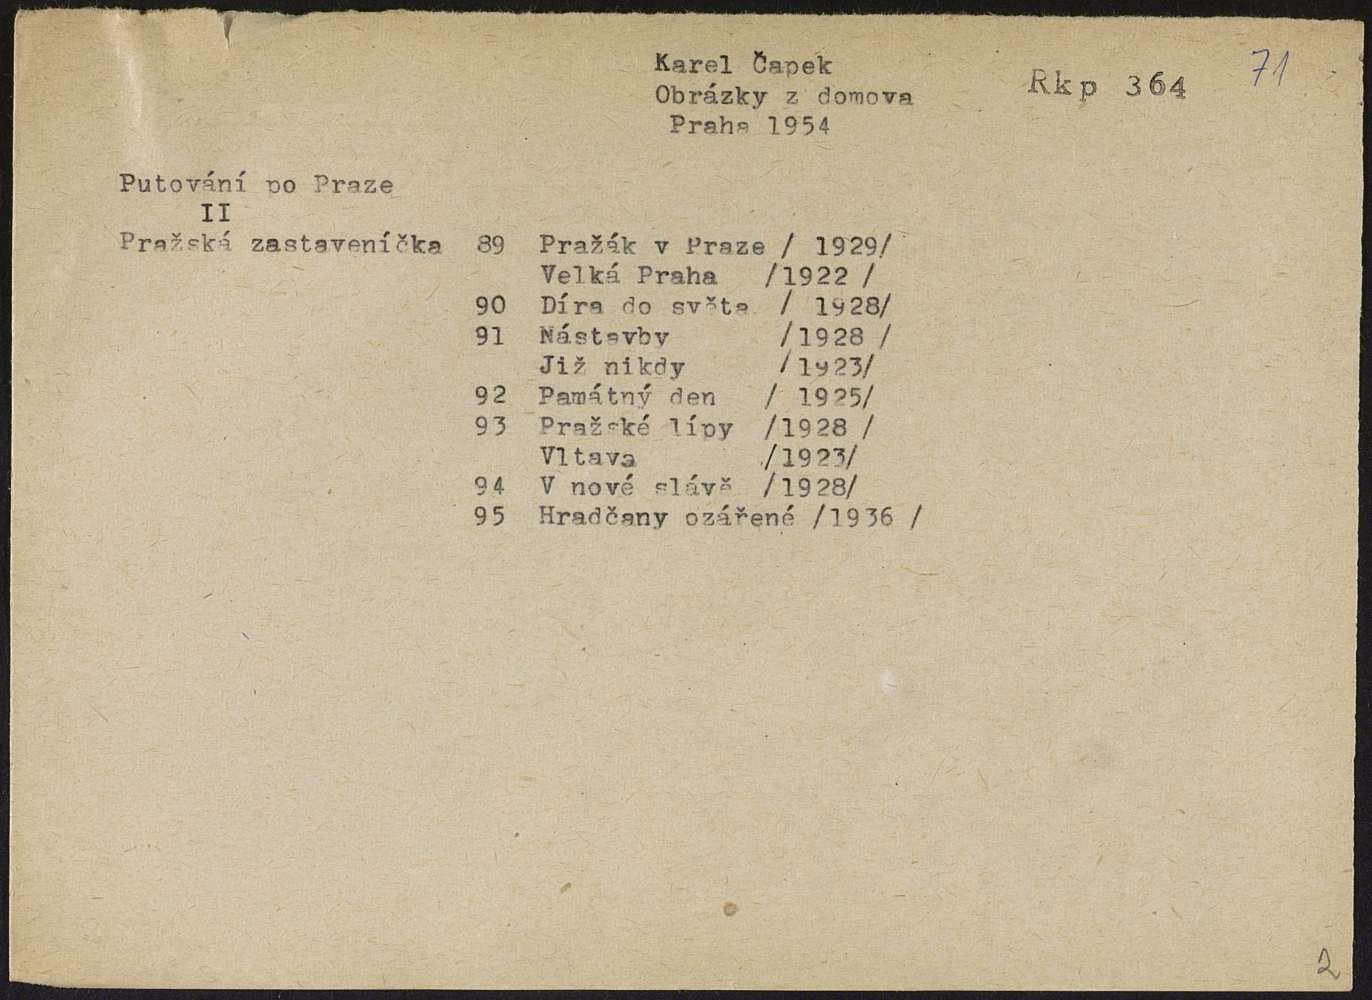 Karel Čapek
Obrázky z domova
Praha 1954
Rkp 364
71
Putování po Praze
II
Pražská zastaveníčka 89 Pražák v Praze / 1929/
Velká Praha /1922 /
90 Díra do světa / 1928/
91 Nástavby /1928 /
Již nikdy /1923/
92 Památný den / 1925/
93 Pražské lípy /1928 /
Vltava /1923/
94 V nové slávě /1928/
95 Hradčany ozářené /1936 /
2